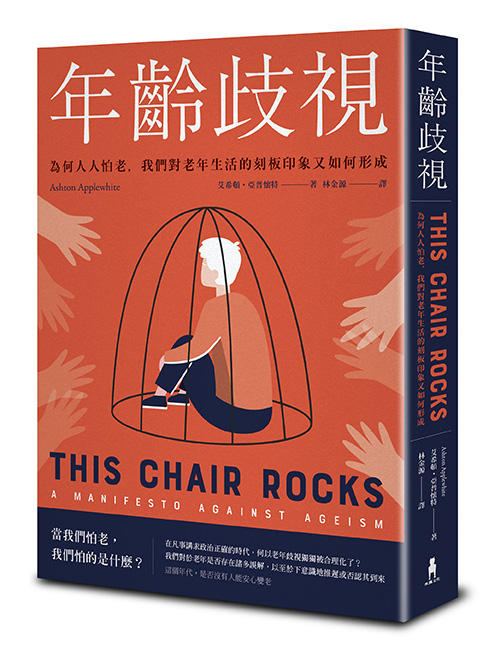 年齡歧視
為何人人怕老，我們對老年生活的刻板印象又如何形成
Ashton Applewhite
艾希頓・亞普懷特——著 林金源——譯
THIS CHAIR ROCKS
A MANIFESTO AGAINST AGEISM
當我們怕老，
我們怕的是什麼？
在凡事講求政治正確的時代，何以老年歧視獨獨被合理化了？
我們對於老年是否存在諸多誤解，以至於下意識地推遲或否認其到來
這個年代，是否沒有人能安心變老
年齡歧視
THIS CHAIR ROCKS
為何人人怕老，我們對老年生活的刻板印象又如何形成
Ashton Applewhite
艾希頓・亞普懷特——著
林金源——譯
木馬文化